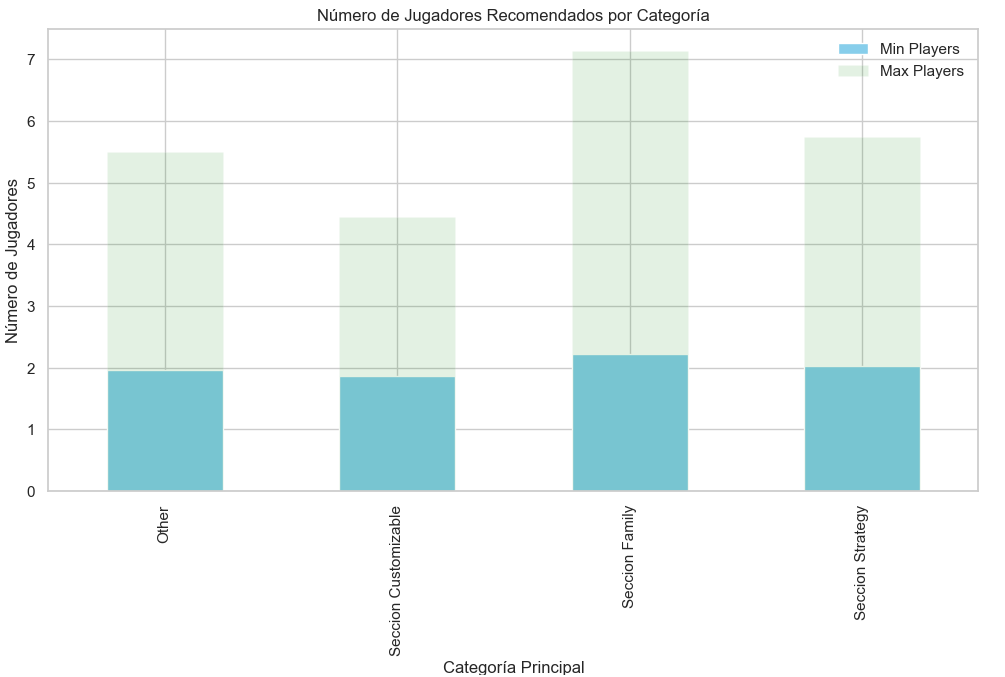 Número de Jugadores Recomendados por Categoría
Min Players
Max Players
Número de Jugadores
7
6
5
4
3
2
1
0
Other
Seccion Customizable
Seccion Family
Seccion Strategy
Categoría Principal